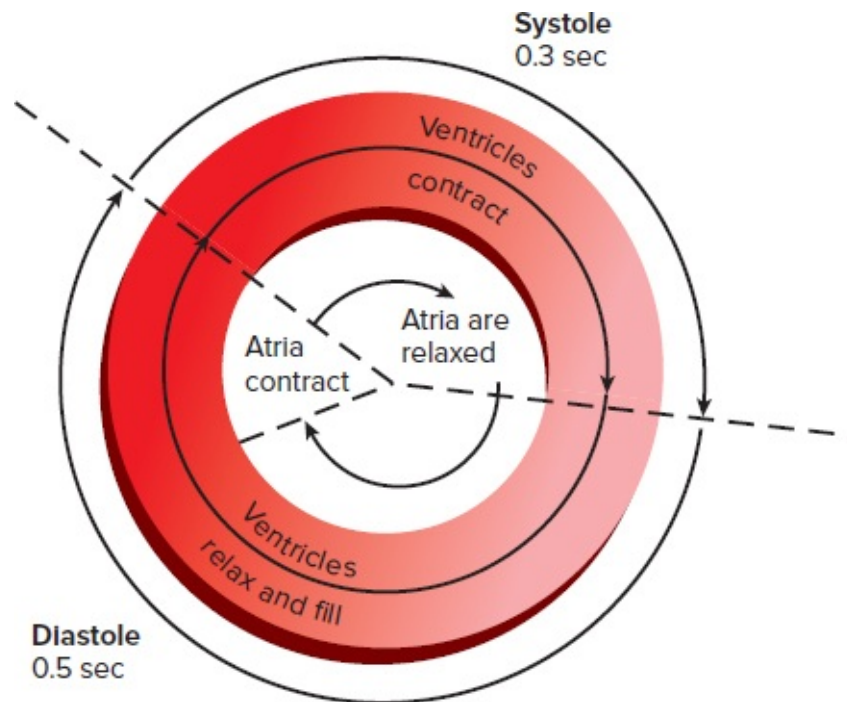 Systole
0.3 sec
Ventricles
contract
Atria are
relaxed
Atria
contract
Ventricles
relax and fill
Diastole
0.5 sec